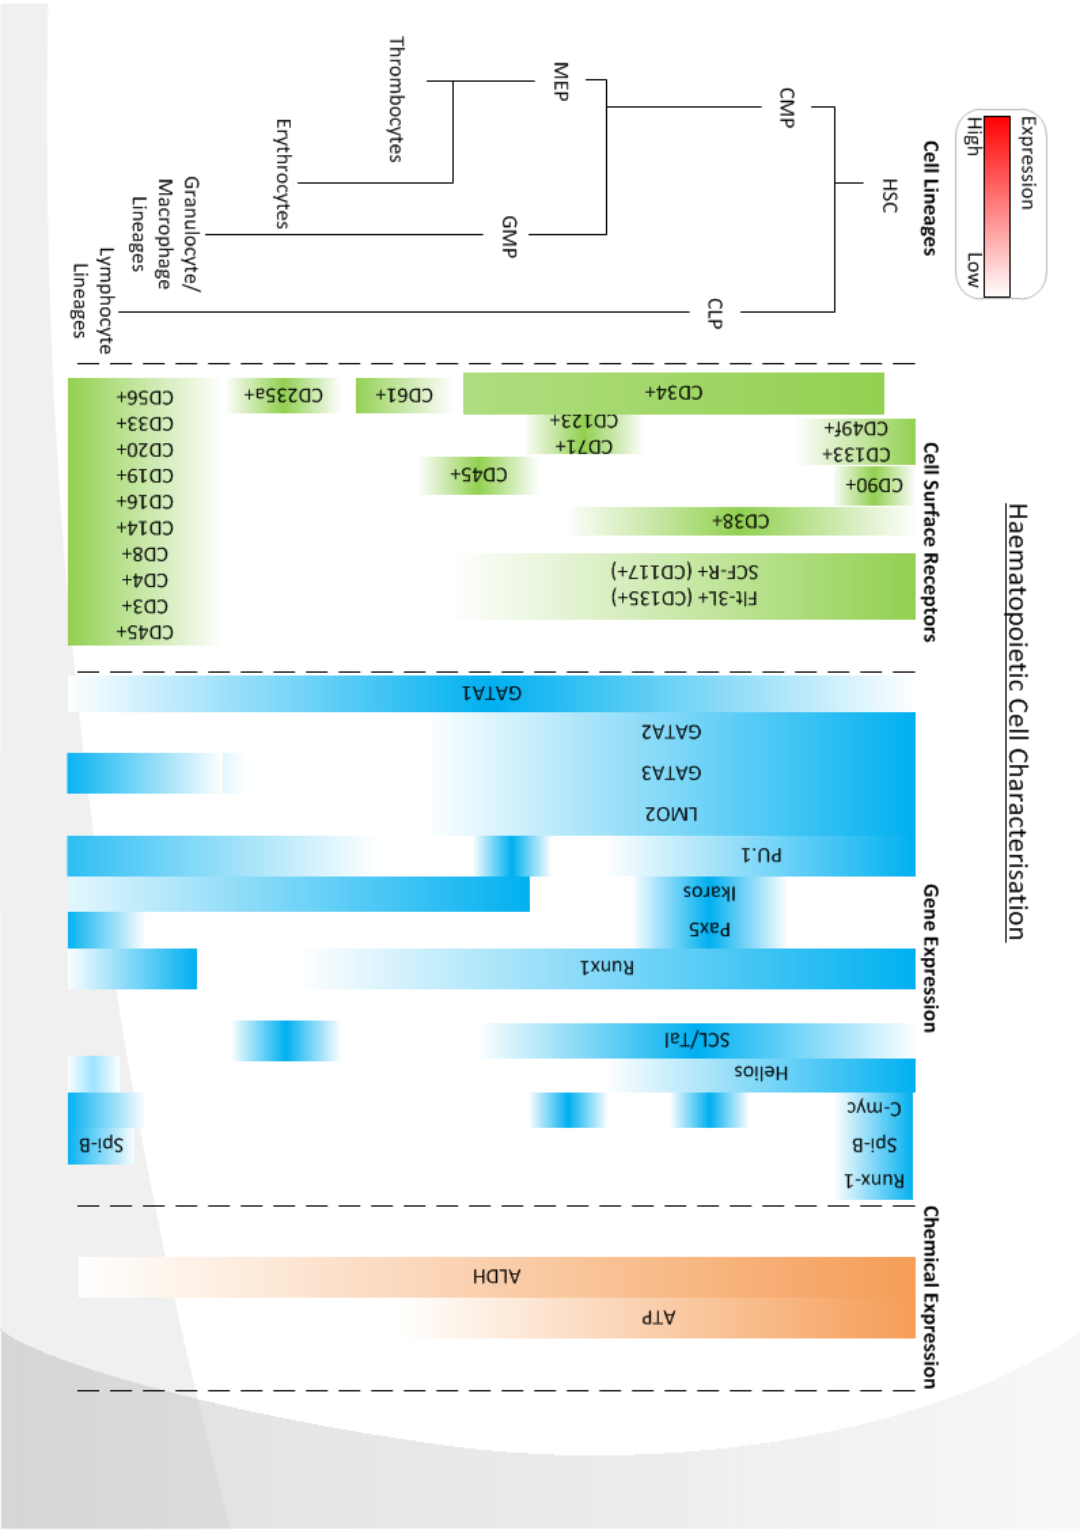 Haematopoietic Cell Characterisation
Expression
High
Low
Cell Lineages
Cell Surface Receptors
Gene Expression
Chemical Expression
HSC
CMP
CLP
MEP
GMP
Thrombocytes
Erythrocytes
Granulocyte/
Macrophage
Lineages
Lymphocyte
Lineages
CD34+
CD61+
CD235a+
CD49f+
CD133+
CD90+
CD123+
CD71+
CD45+
CD38+
SCF-R+ (CD117+)
Flt-3L+ (CD135+)
CD56+
CD33+
CD20+
CD19+
CD16+
CD14+
CD8+
CD4+
CD3+
CD45+
GATA1
GATA2
GATA3
LMO2
PU.1
Ikaros
Pax5
Runx1
SCL/Tal
Helios
C-myc
Spi-B
Spi-B
Runx-1
ALDH
ATP